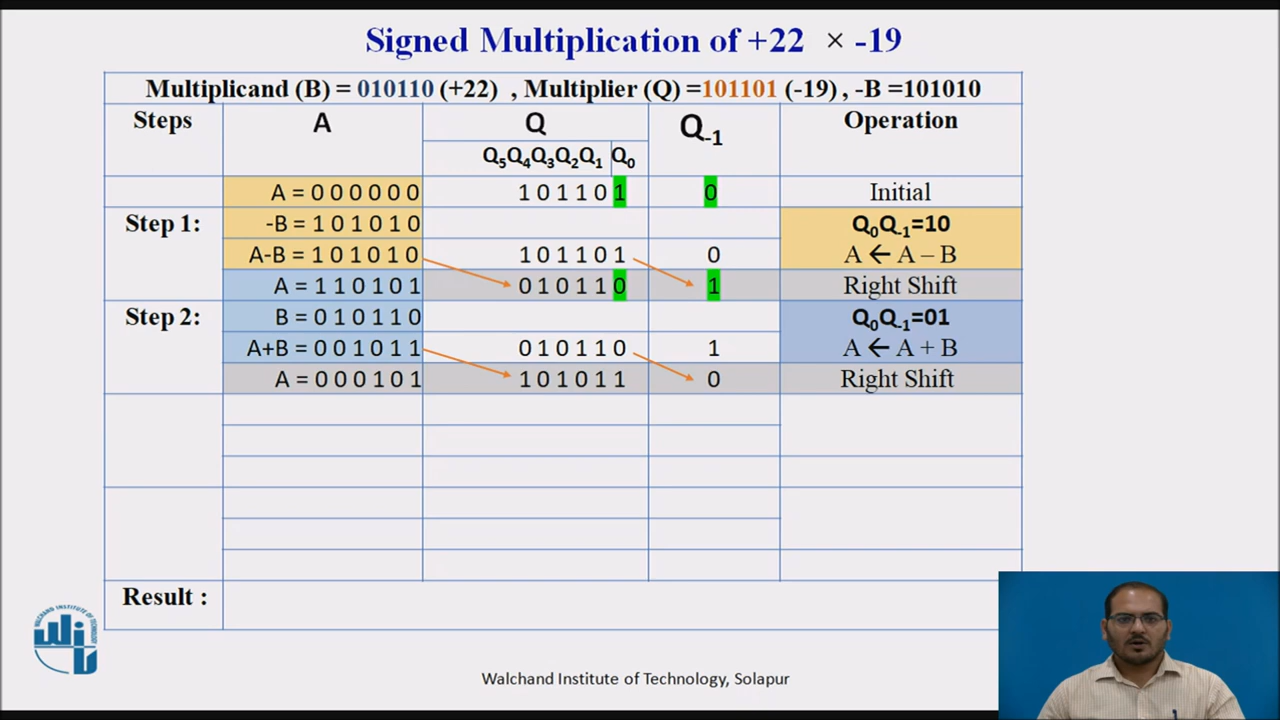 Signed Multiplication of +22 × -19
Multiplicand (B) = 010110 (+22) , Multiplier (Q) =101101 (-19) , -B =101010
Steps A Q Q-1 Operation
Q5Q4Q3Q2Q1 Q0
A = 0 0 0 0 0 0 1 0 1 1 0 1 0 Initial
Step 1: -B = 1 0 1 0 1 0 Q0Q-1=10
A-B = 1 0 1 0 1 0 1 0 1 1 0 1 0 A ← A – B
A = 1 1 0 1 0 1 0 1 0 1 1 0 1 Right Shift
Step 2: B = 0 1 0 1 1 0 Q0Q-1=01
A+B = 0 0 1 0 1 1 0 1 0 1 1 0 1 A ← A + B
A = 0 0 0 1 0 1 1 0 1 0 1 1 0 Right Shift
Result :
WALCHAND INSTITUTE OF TECHNOLOGY
WIT
Walchand Institute of Technology, Solapur